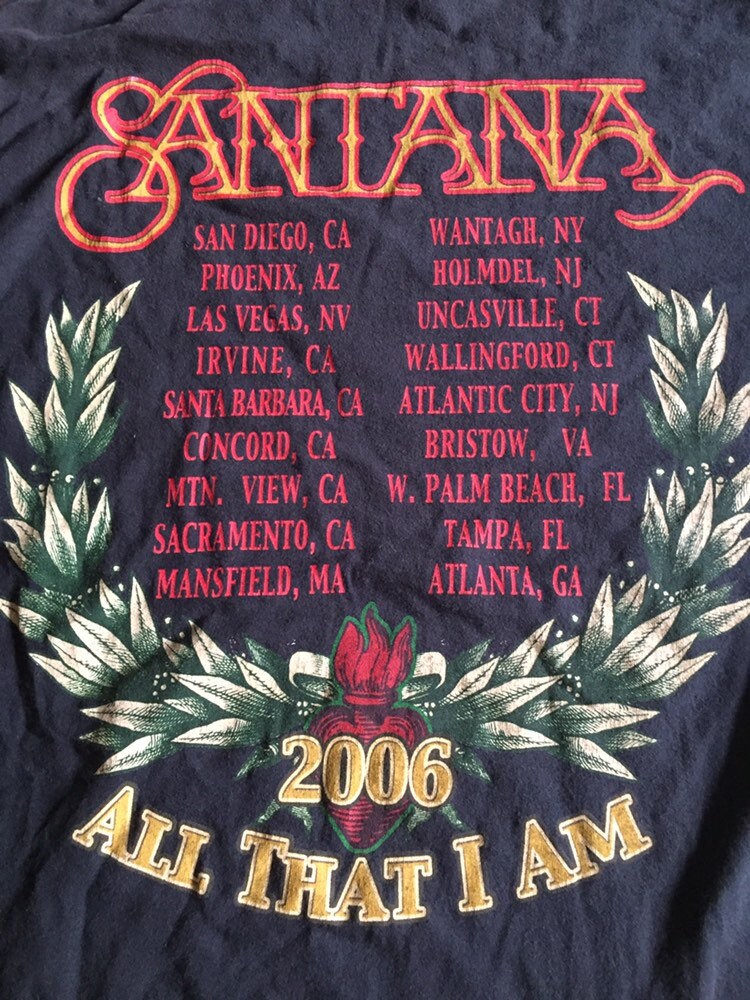 SANTANA
SAN DIEGO, CA
PHOENIX, AZ
LAS VEGAS, NV
IRVINE, CA
SANTA BARBARA, CA
CONCORD, CA
MTN. VIEW, CA
SACRAMENTO, CA
MANSFIELD, MA
WANTAGH, NY
HOLMDEL, NJ
UNCASVILLE, CT
WALLINGFORD, CT
ATLANTIC CITY, NJ
BRISTOW, VA
W. PALM BEACH, FL
TAMPA, FL
ATLANTA, GA
2006
ALL THAT I AM